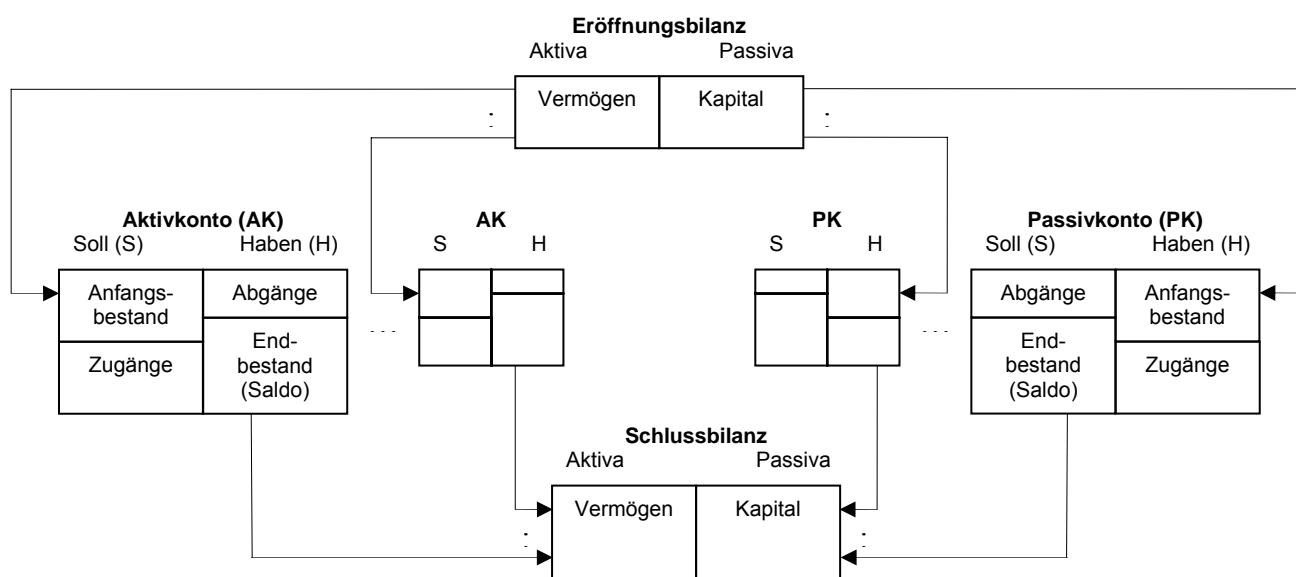 Eröffnungsbilanz
Aktiva Passiva
Vermögen Kapital
: :
Aktivkonto (AK) AK PK Passivkonto (PK)
Soll (S) Haben (H) S H S H Soll (S) Haben (H)
Anfangs-
bestand
Abgänge
Zugänge
End-
bestand
(Saldo)
... ...
Abgänge
Anfangs-
bestand
End-
bestand
(Saldo)
Zugänge
Schlussbilanz
Aktiva Passiva
Vermögen Kapital
: :